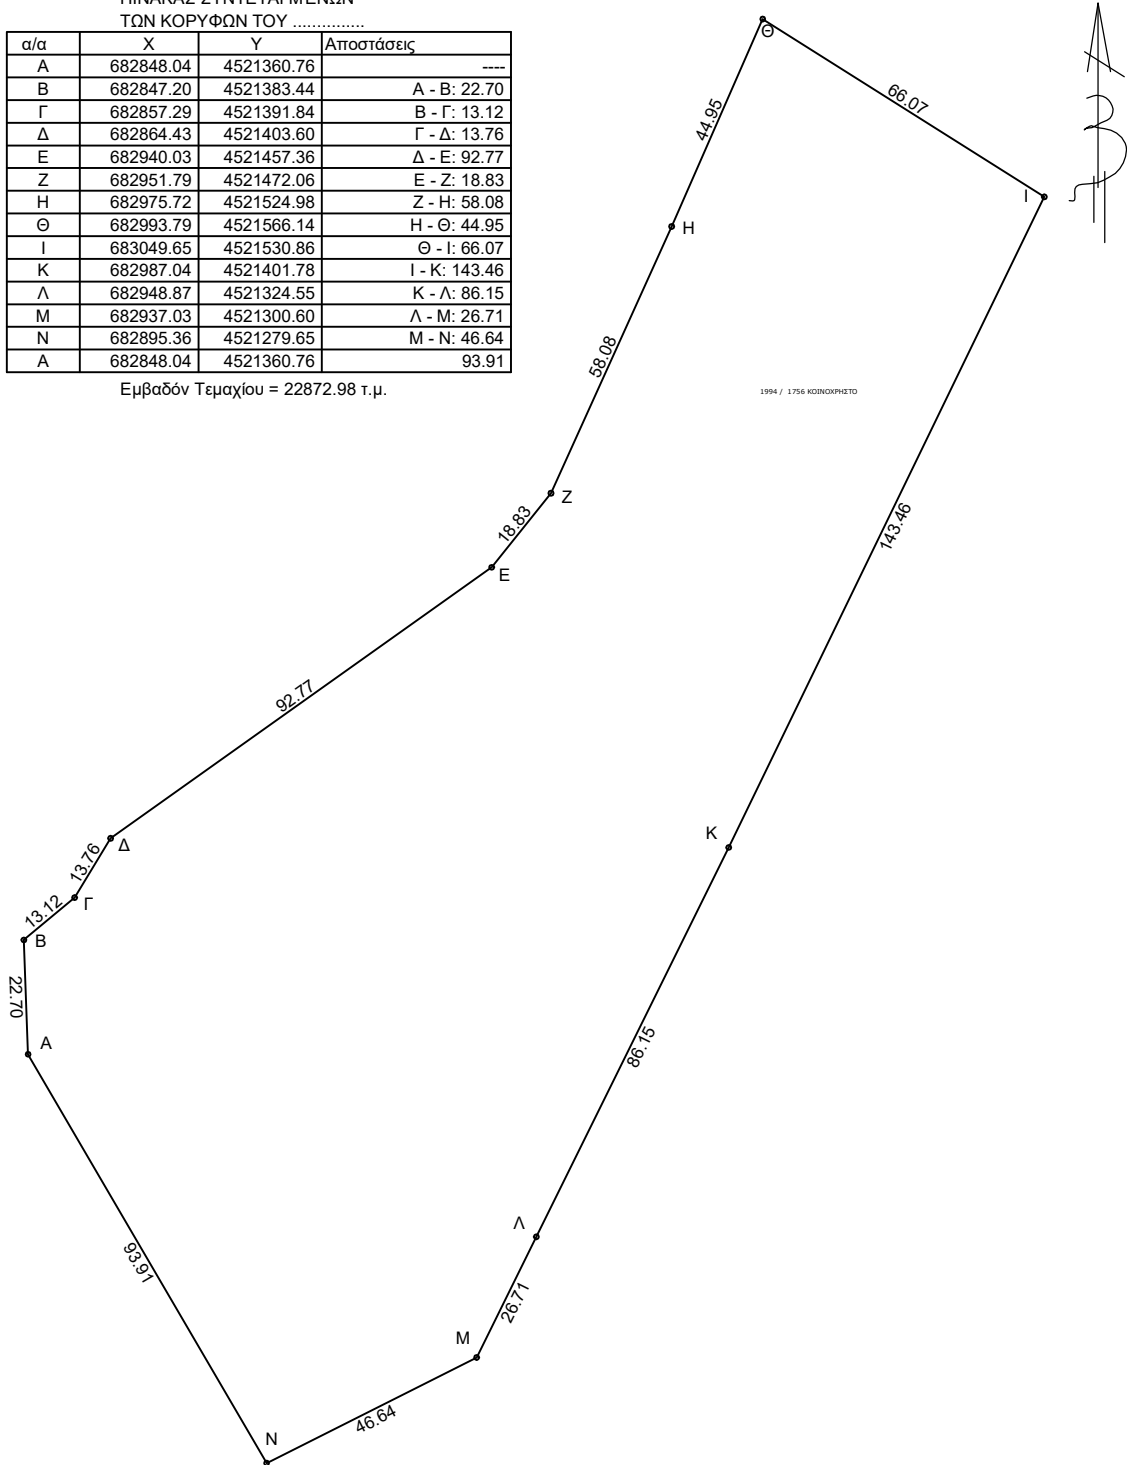 ΠΙΝΑΚΑΣ ΣΥΝΤΕΤΑΓΜΕΝΩΝ
ΤΩΝ ΚΟΡΥΦΩΝ ΤΟΥ ...............
α/α X Y Αποστάσεις
Α 682848.04 4521360.76 ----
Β 682847.20 4521383.44 Α - Β: 22.70
Γ 682857.29 4521391.84 Β - Γ: 13.12
Δ 682864.43 4521403.60 Γ - Δ: 13.76
Ε 682940.03 4521457.36 Δ - Ε: 92.77
Ζ 682951.79 4521472.06 Ε - Ζ: 18.83
Η 682975.72 4521524.98 Ζ - Η: 58.08
Θ 682993.79 4521566.14 Η - Θ: 44.95
Ι 683049.65 4521530.86 Θ - Ι: 66.07
Κ 682987.04 4521401.78 Ι - Κ: 143.46
Λ 682948.87 4521324.55 Κ - Λ: 86.15
Μ 682937.03 4521300.60 Λ - Μ: 26.71
Ν 682895.36 4521279.65 Μ - Ν: 46.64
Α 682848.04 4521360.76 93.91
Εμβαδόν Τεμαχίου = 22872.98 τ.μ.
Θ
66.07
44.95
Ι
Η
58.08
1994 / 1756 ΚΟΙΝΟΧΡΗΣΤΟ
Ζ
18.83
143.46
Ε
92.77
Κ
Δ
13.76
Γ
13.12
Β
22.70
Α
86.15
Λ
93.91
26.71
Μ
46.64
Ν
Β